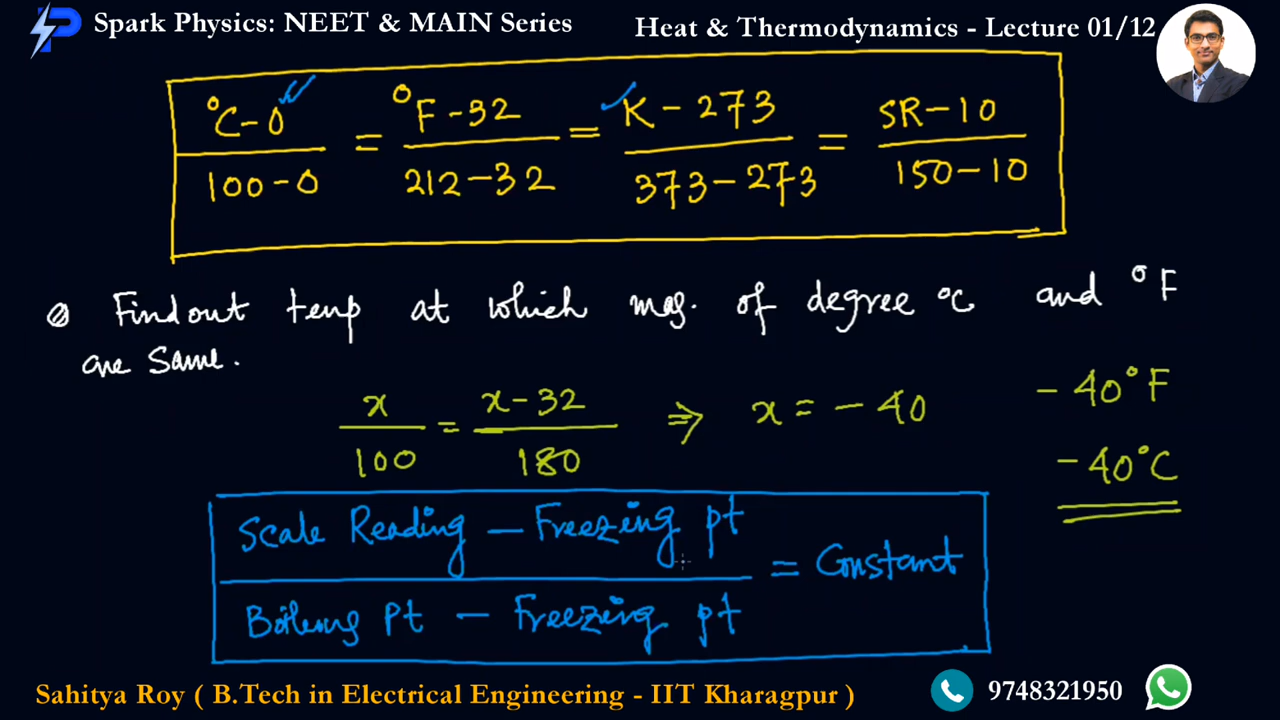 Spark Physics: NEET & MAIN Series
Heat & Thermodynamics - Lecture 01/12
°C-0/100-0 = °F-32/212-32 = K-273/373-273 = SR-10/150-10
Q Find out temp at which mag. of degree °C and °F
are same.
x/100 = x-32/180 ⇒ x = -40
-40°F
-40°C
Scale Reading - Freezing pt/Boiling Pt - Freezing pt = Constant
Sahitya Roy ( B.Tech in Electrical Engineering - IIT Kharagpur )
9748321950